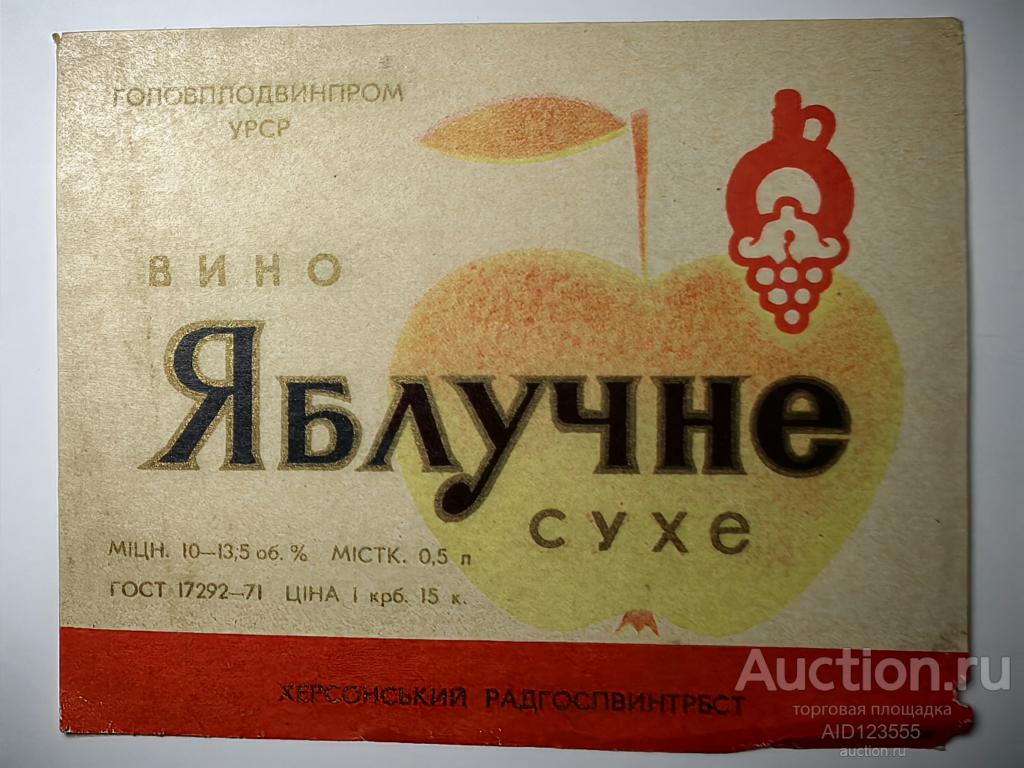 ГОЛОВПЛОДВИНПРОМ
УРСР
ВИНО
Яблучне
сухе
МІЦН. 10—13,5 об. % МІСТК. 0,5 л
ГОСТ 17292—71 ЦІНА 1 крб. 15 к.
ХЕРСОНСЬКИЙ РАДГОСПВИНТРЕСТ
Auction.ru
торговая площадка
AID123555
auction.ru